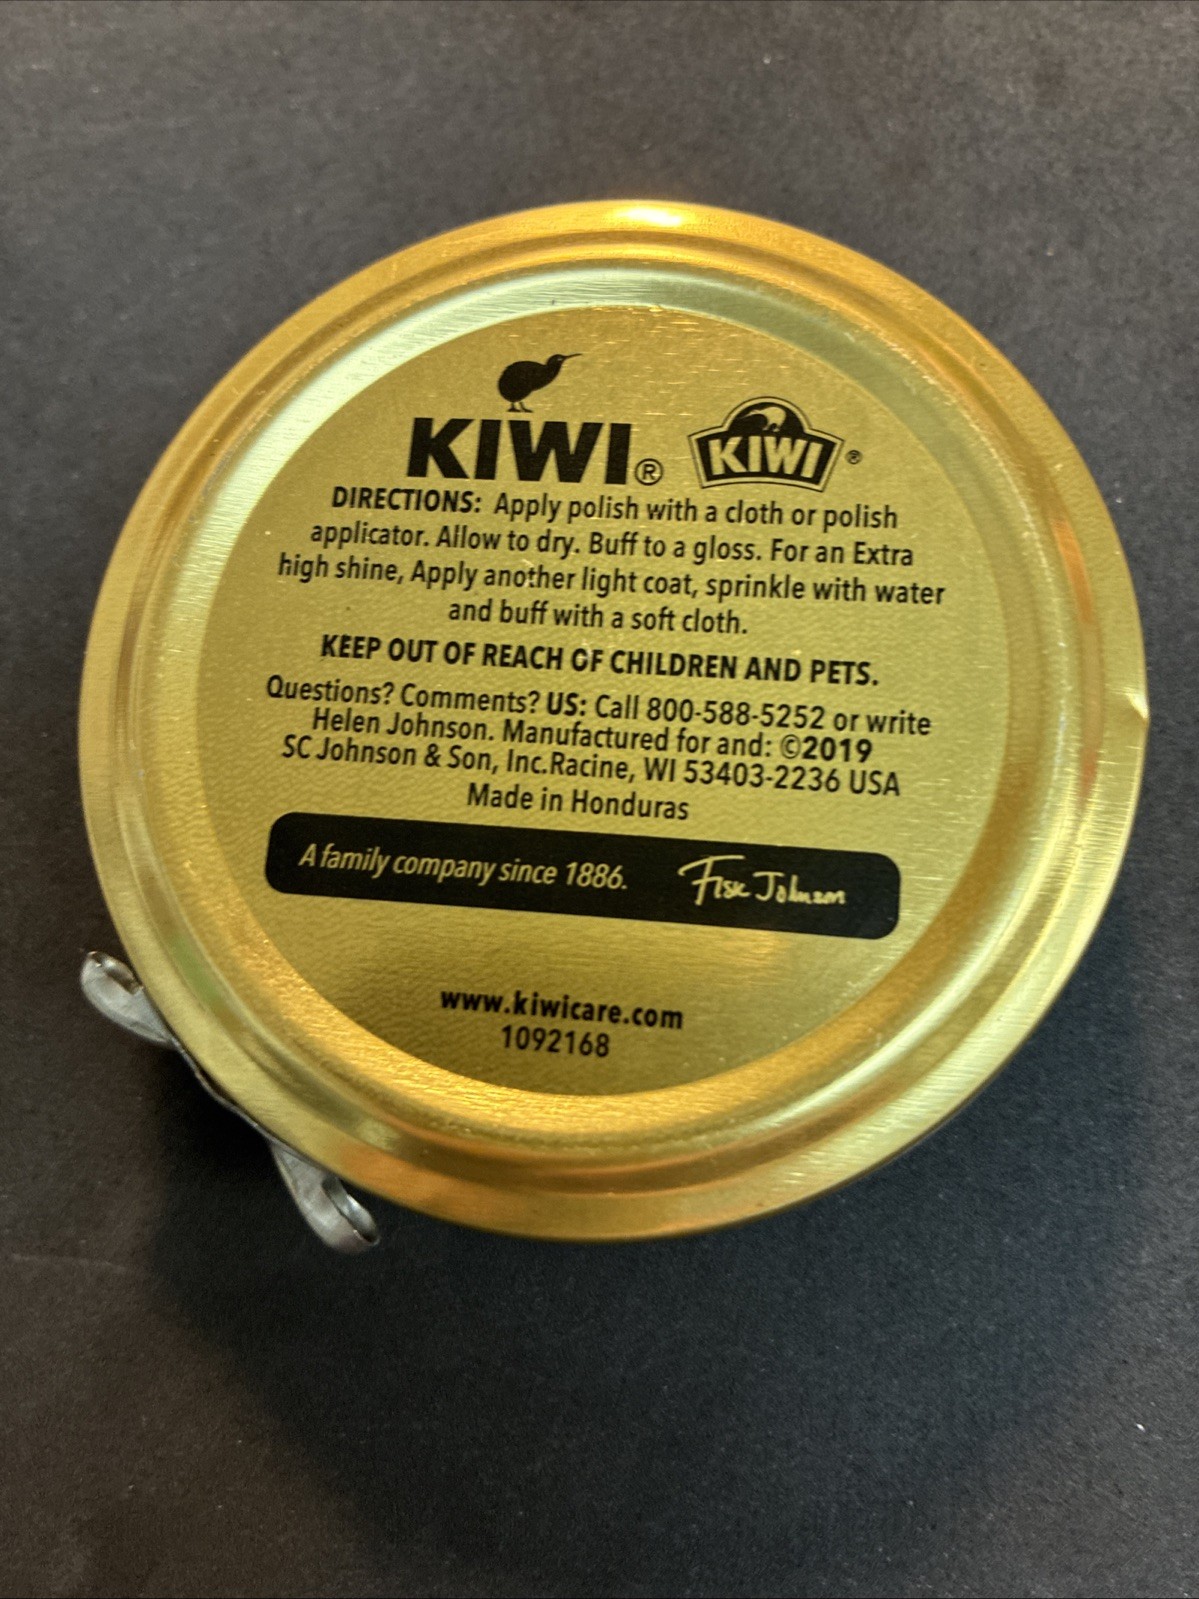 KIWI® KIWI®
DIRECTIONS: Apply polish with a cloth or polish
applicator. Allow to dry. Buff to a gloss. For an Extra
high shine, Apply another light coat, sprinkle with water
and buff with a soft cloth.
KEEP OUT OF REACH OF CHILDREN AND PETS.
Questions? Comments? US: Call 800-588-5252 or write
Helen Johnson. Manufactured for and: ©2019
SC Johnson & Son, Inc.Racine, WI 53403-2236 USA
Made in Honduras
A family company since 1886. Fisk Johnson
www.kiwicare.com
1092168